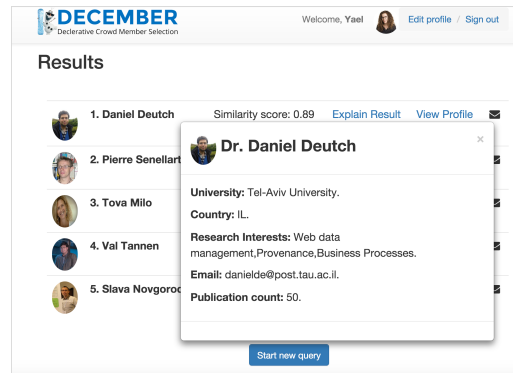 DECEMBER
Declerative Crowd Member Selection
Welcome, Yael
Edit profile / Sign out
Results
1. Daniel Deutch Similarity score: 0.89 Explain Result View Profile
Dr. Daniel Deutch ×
2. Pierre Senellart
University: Tel-Aviv University.
3. Tova Milo
Country: IL.
Research Interests: Web data
management,Provenance,Business Processes.
4. Val Tannen
Email: danielde@post.tau.ac.il.
5. Slava Novgoro
Publication count: 50.
Start new query